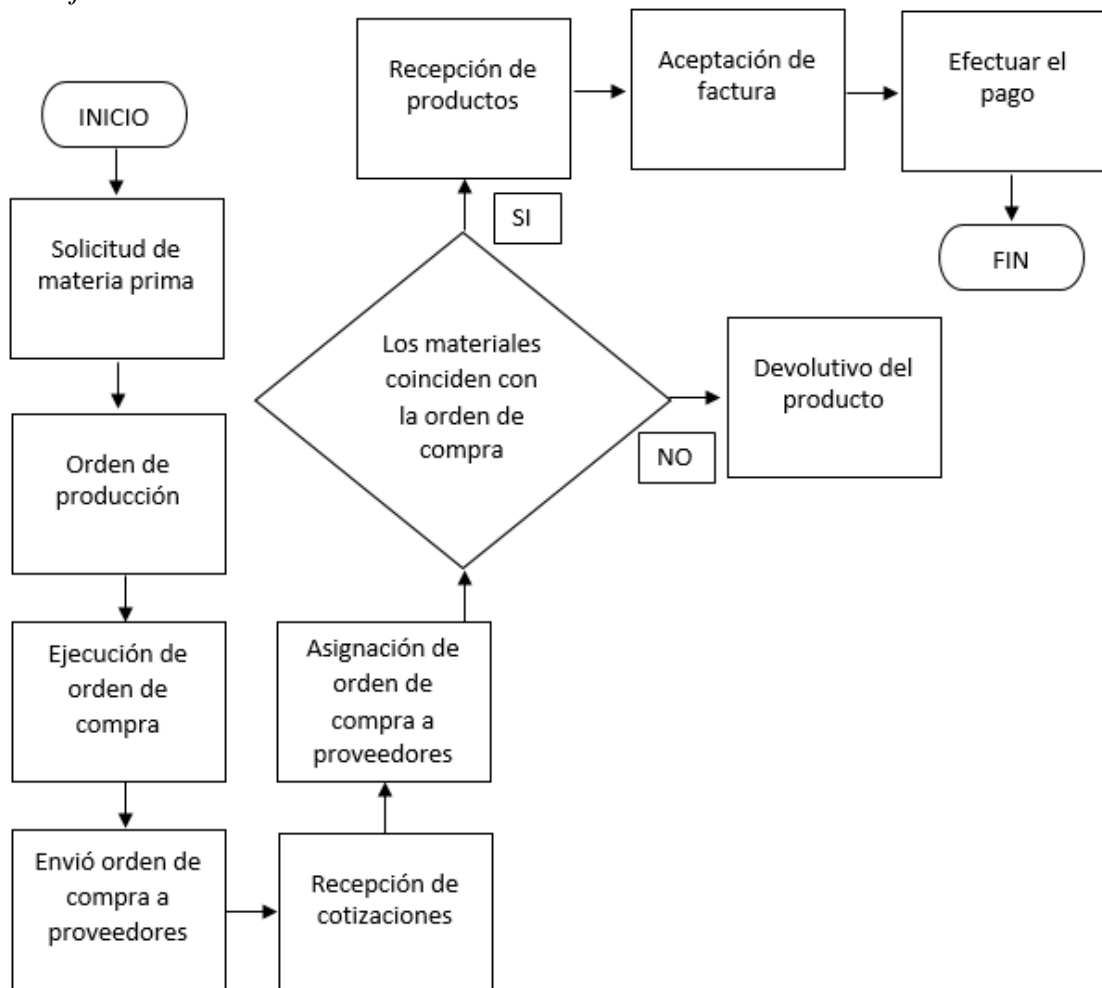 INICIO
Solicitud de
materia prima
Orden de
producción
Ejecución de
orden de
compra
Envió orden de
compra a
proveedores
Recepción de
cotizaciones
Asignación de
orden de
compra a
proveedores
Los materiales
coinciden con
la orden de
compra
SI
NO
Recepción de
productos
Aceptación de
factura
Efectuar el
pago
FIN
Devolutivo del
producto